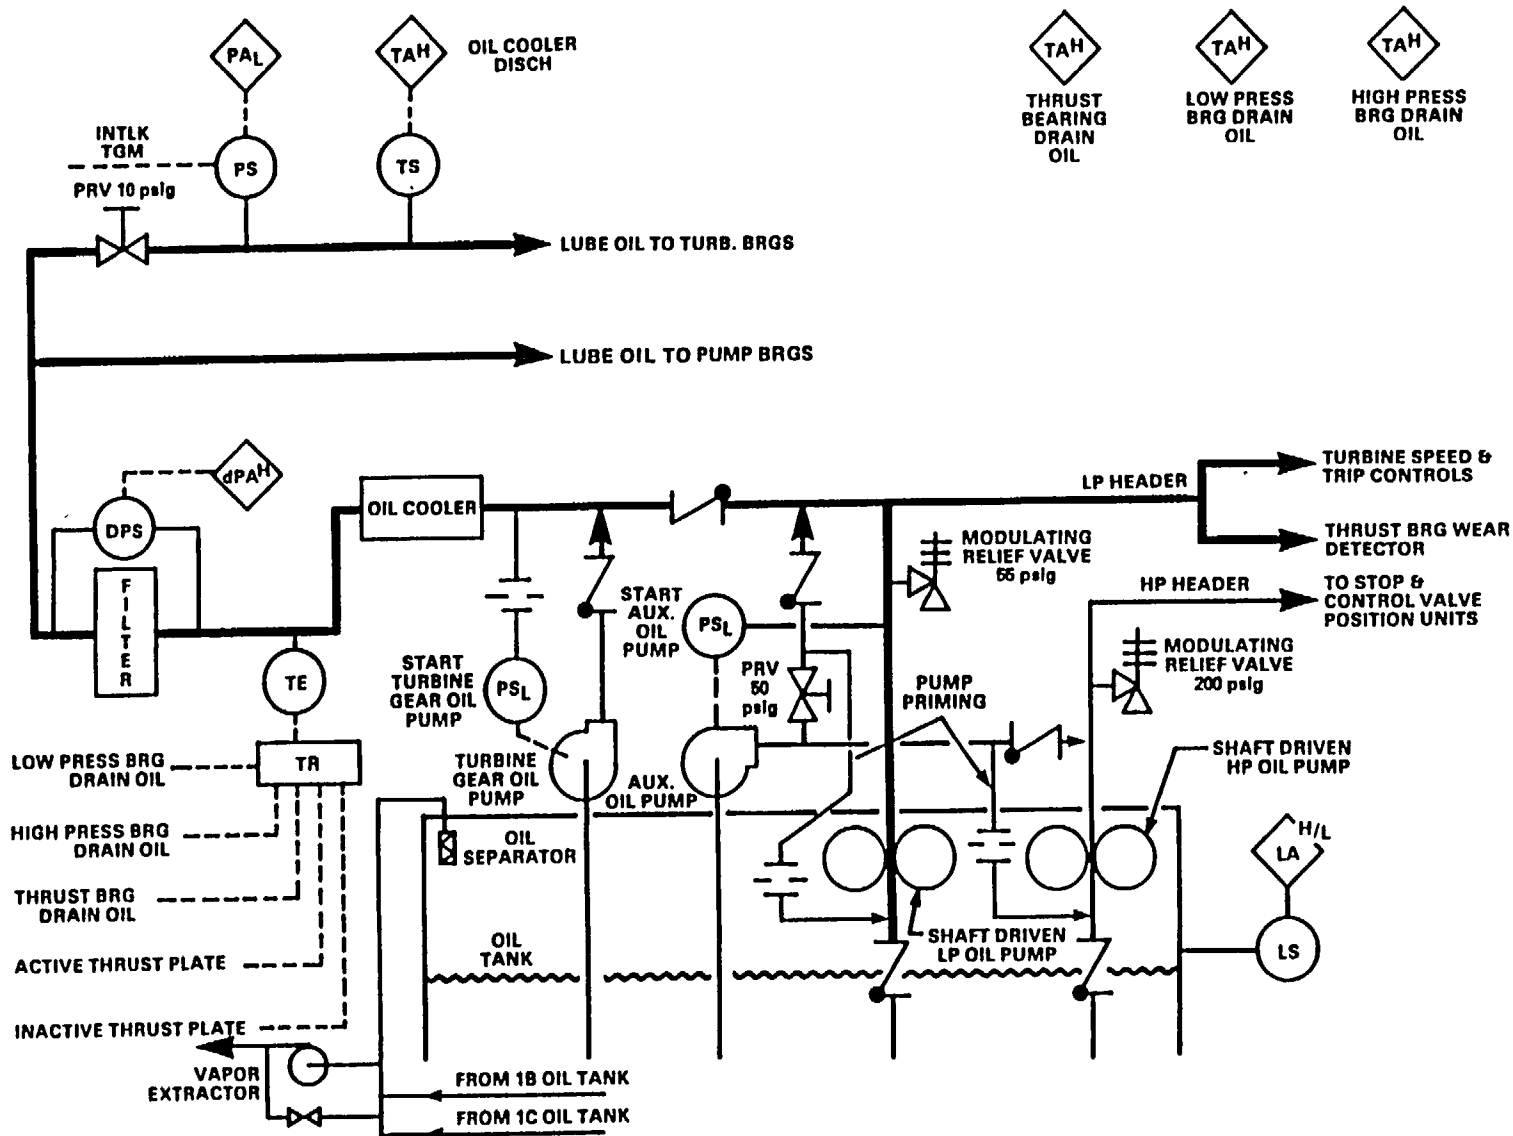 PAL
TAH
OIL COOLER
DISCH
TAH
THRUST
BEARING
DRAIN
OIL
TAH
LOW PRESS
BRG DRAIN
OIL
TAH
HIGH PRESS
BRG DRAIN
OIL
INTLK
TGM
PS
TS
PRV 10 psig
LUBE OIL TO TURB. BRGS
LUBE OIL TO PUMP BRGS
dPAH
DPS
FILTER
OIL COOLER
LP HEADER
TURBINE SPEED &
TRIP CONTROLS
THRUST BRG WEAR
DETECTOR
MODULATING
RELIEF VALVE
55 psig
HP HEADER
TO STOP &
CONTROL VALVE
POSITION UNITS
MODULATING
RELIEF VALVE
200 psig
START
AUX.
OIL
PUMP
PSL
START
TURBINE
GEAR OIL
PUMP
PSL
PRV
50
psig
PUMP
PRIMING
TE
TR
TURBINE
GEAR OIL
PUMP
AUX.
OIL PUMP
SHAFT DRIVEN
HP OIL PUMP
LOW PRESS BRG
DRAIN OIL
HIGH PRESS BRG
DRAIN OIL
THRUST BRG
DRAIN OIL
ACTIVE THRUST PLATE
INACTIVE THRUST PLATE
OIL
SEPARATOR
OIL
TANK
SHAFT DRIVEN
LP OIL PUMP
H/L
LA
LS
VAPOR
EXTRACTOR
FROM 1B OIL TANK
FROM 1C OIL TANK